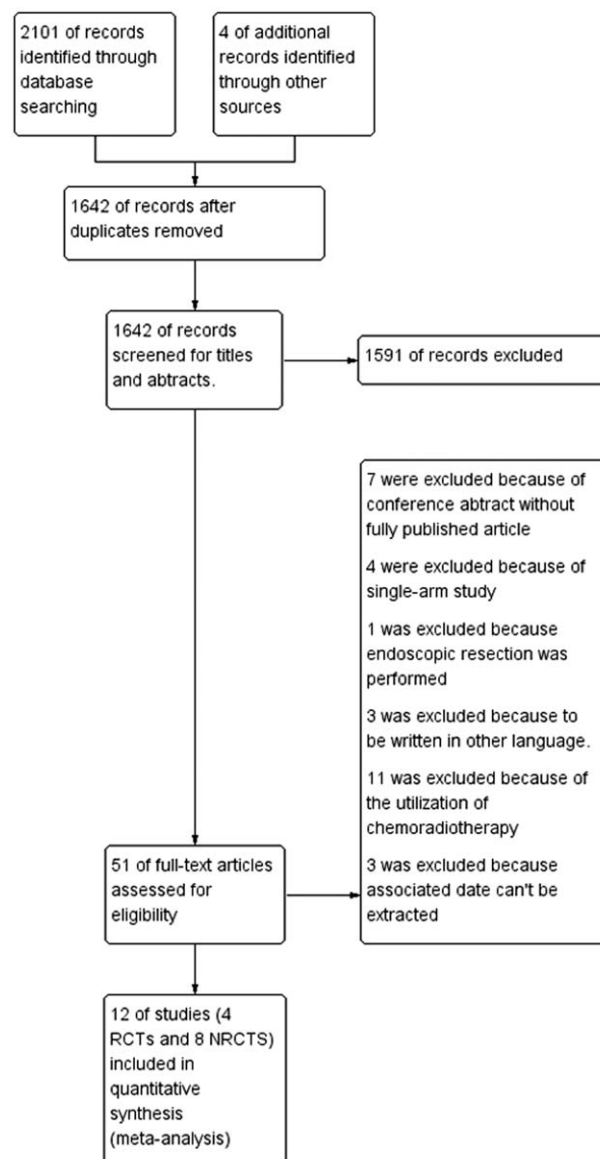 2101 of records
identified through
database
searching
4 of additional
records identified
through other
sources
1642 of records after
duplicates removed
1642 of records
screened for titles
and abtracts.
1591 of records excluded
7 were excluded because of
conference abtract without
fully published article
4 were excluded because of
single-arm study
1 was excluded because
endoscopic resection was
performed
3 was excluded because to
be written in other language.
11 was excluded because of
the utilization of
chemoradiotherapy
3 was excluded because
associated date can't be
extracted
51 of full-text articles
assessed for
eligibility
12 of studies (4
RCTs and 8 NRCTS)
included in
quantitative
synthesis
(meta-analysis)